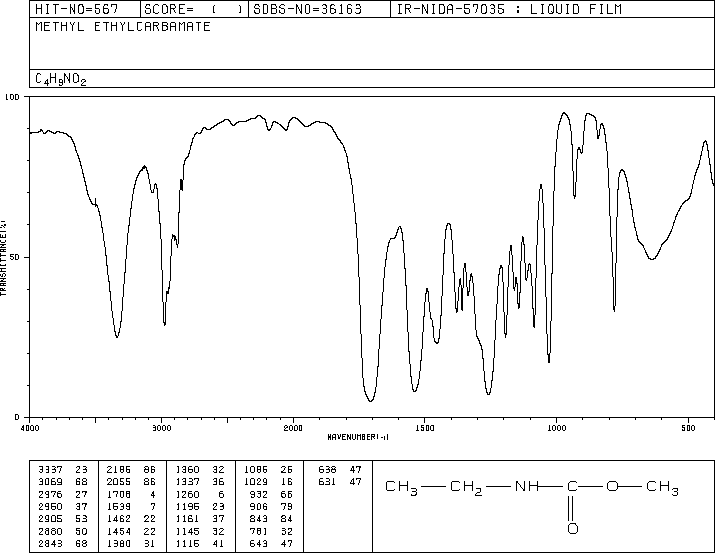 HIT-NO=567 SCORE= ( ) SDBS-NO=36163 IR-NIDA-57035 : LIQUID FILM
METHYL ETHYLCARBAMATE
C4H9NO2
100
50
0
TRANSMITTANCE(%)
4000 3000 2000 1500 1000 500
WAVENUMBER(-1)
3337 23 2186 86 1360 32 1086 26 638 47
3069 68 2055 86 1337 36 1029 16 631 47
2976 27 1708 4 1260 6 932 66
2950 37 1539 7 1195 23 906 79
2905 53 1462 22 1161 37 843 84
2880 50 1454 22 1145 32 781 32
2843 68 1380 31 1115 41 643 47
CH3 CH2 NH C O CH3
O